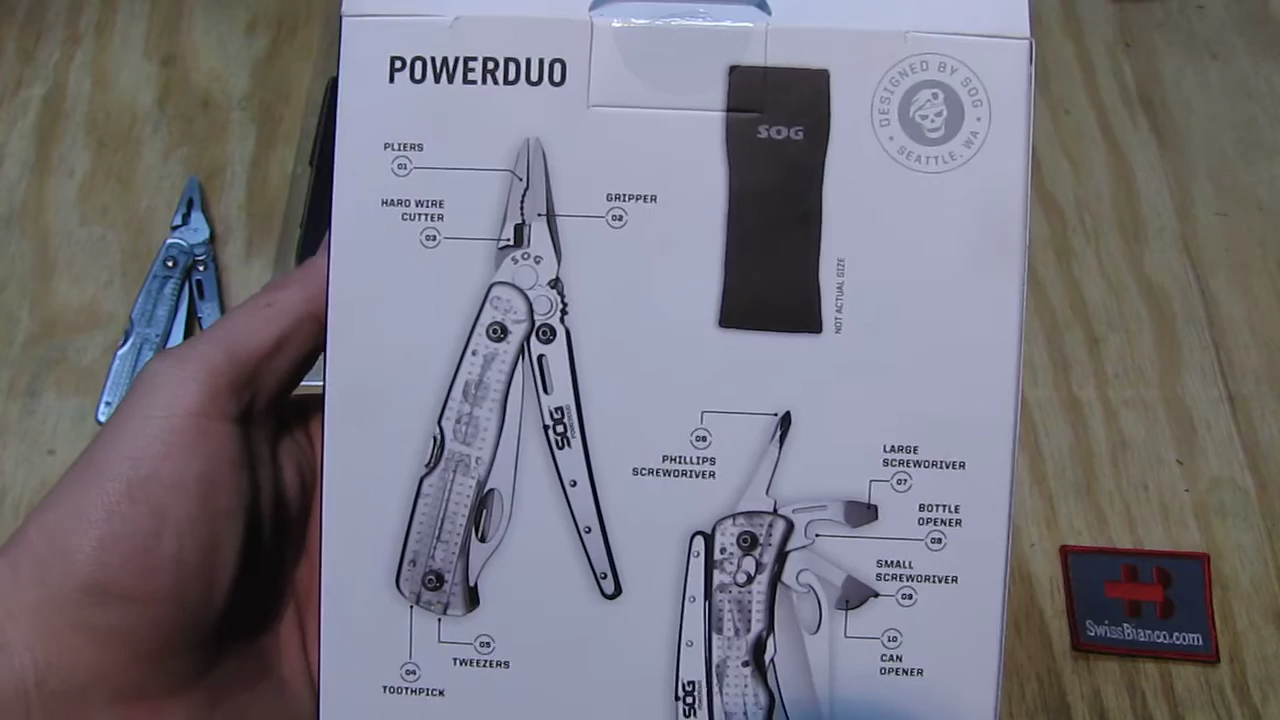 POWERDUO
SOG
DESIGNED BY SOG
SEATTLE, WA
PLIERS
01
HARD WIRE
CUTTER
03
GRIPPER
02
SOG
NOT ACTUAL SIZE
SOG
POWERDUO
06
PHILLIPS
SCREWDRIVER
LARGE
SCREWDRIVER
07
BOTTLE
OPENER
08
SMALL
SCREWDRIVER
09
10
CAN
OPENER
05
TWEEZERS
04
TOOTHPICK
SOG
SwissBianco.com